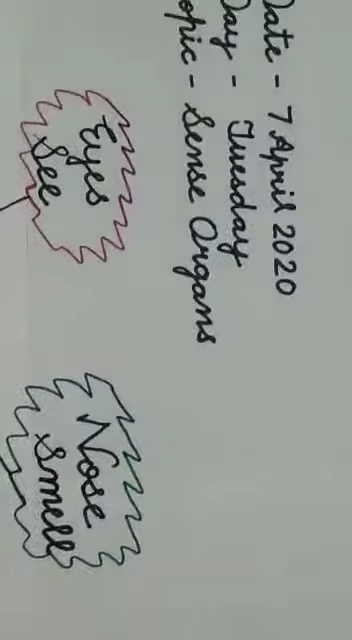 Date - 7 April 2020
Day - Tuesday
Topic - Sense Organs
Eyes
See
Nose
Smell